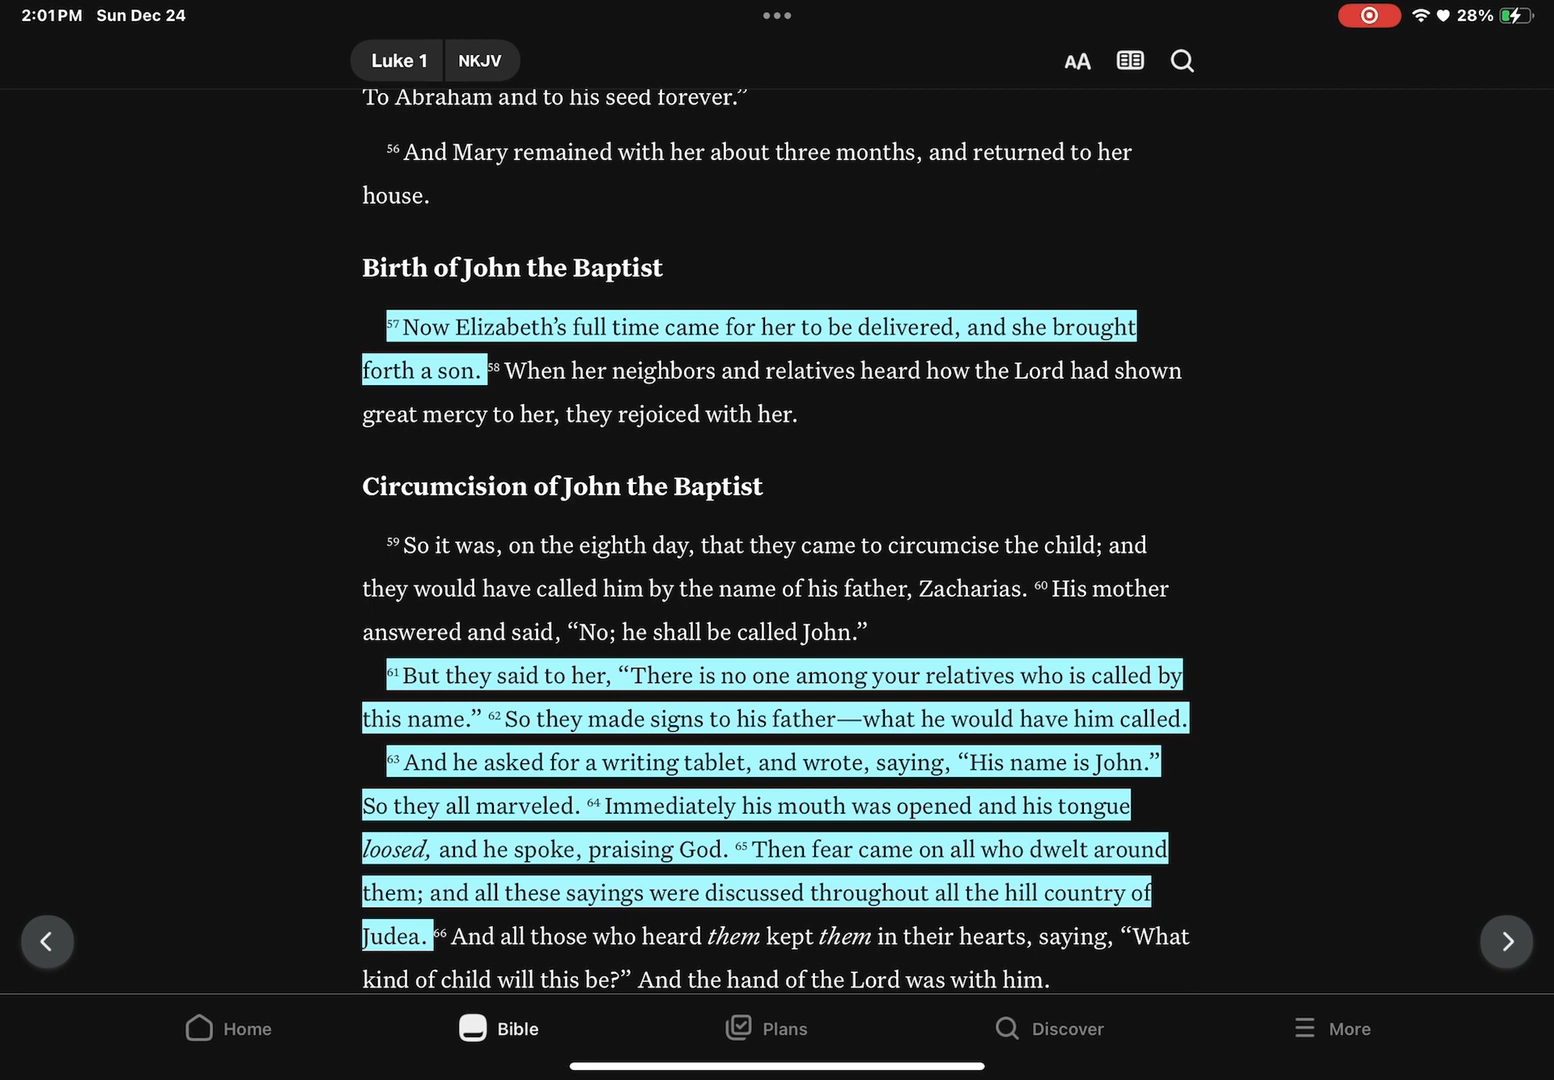 2:01 PM Sun Dec 24
28%
Luke 1 NKJV AA
To Abraham and to his seed forever.”
56 And Mary remained with her about three months, and returned to her
house.
Birth of John the Baptist
57 Now Elizabeth’s full time came for her to be delivered, and she brought
forth a son. 58 When her neighbors and relatives heard how the Lord had shown
great mercy to her, they rejoiced with her.
Circumcision of John the Baptist
59 So it was, on the eighth day, that they came to circumcise the child; and
they would have called him by the name of his father, Zacharias. 60 His mother
answered and said, “No; he shall be called John.”
61 But they said to her, “There is no one among your relatives who is called by
this name.” 62 So they made signs to his father—what he would have him called.
63 And he asked for a writing tablet, and wrote, saying, “His name is John.”
So they all marveled. 64 Immediately his mouth was opened and his tongue
loosed, and he spoke, praising God. 65 Then fear came on all who dwelt around
them; and all these sayings were discussed throughout all the hill country of
Judea. 66 And all those who heard them kept them in their hearts, saying, “What
kind of child will this be?” And the hand of the Lord was with him.
Home Bible Plans Discover More